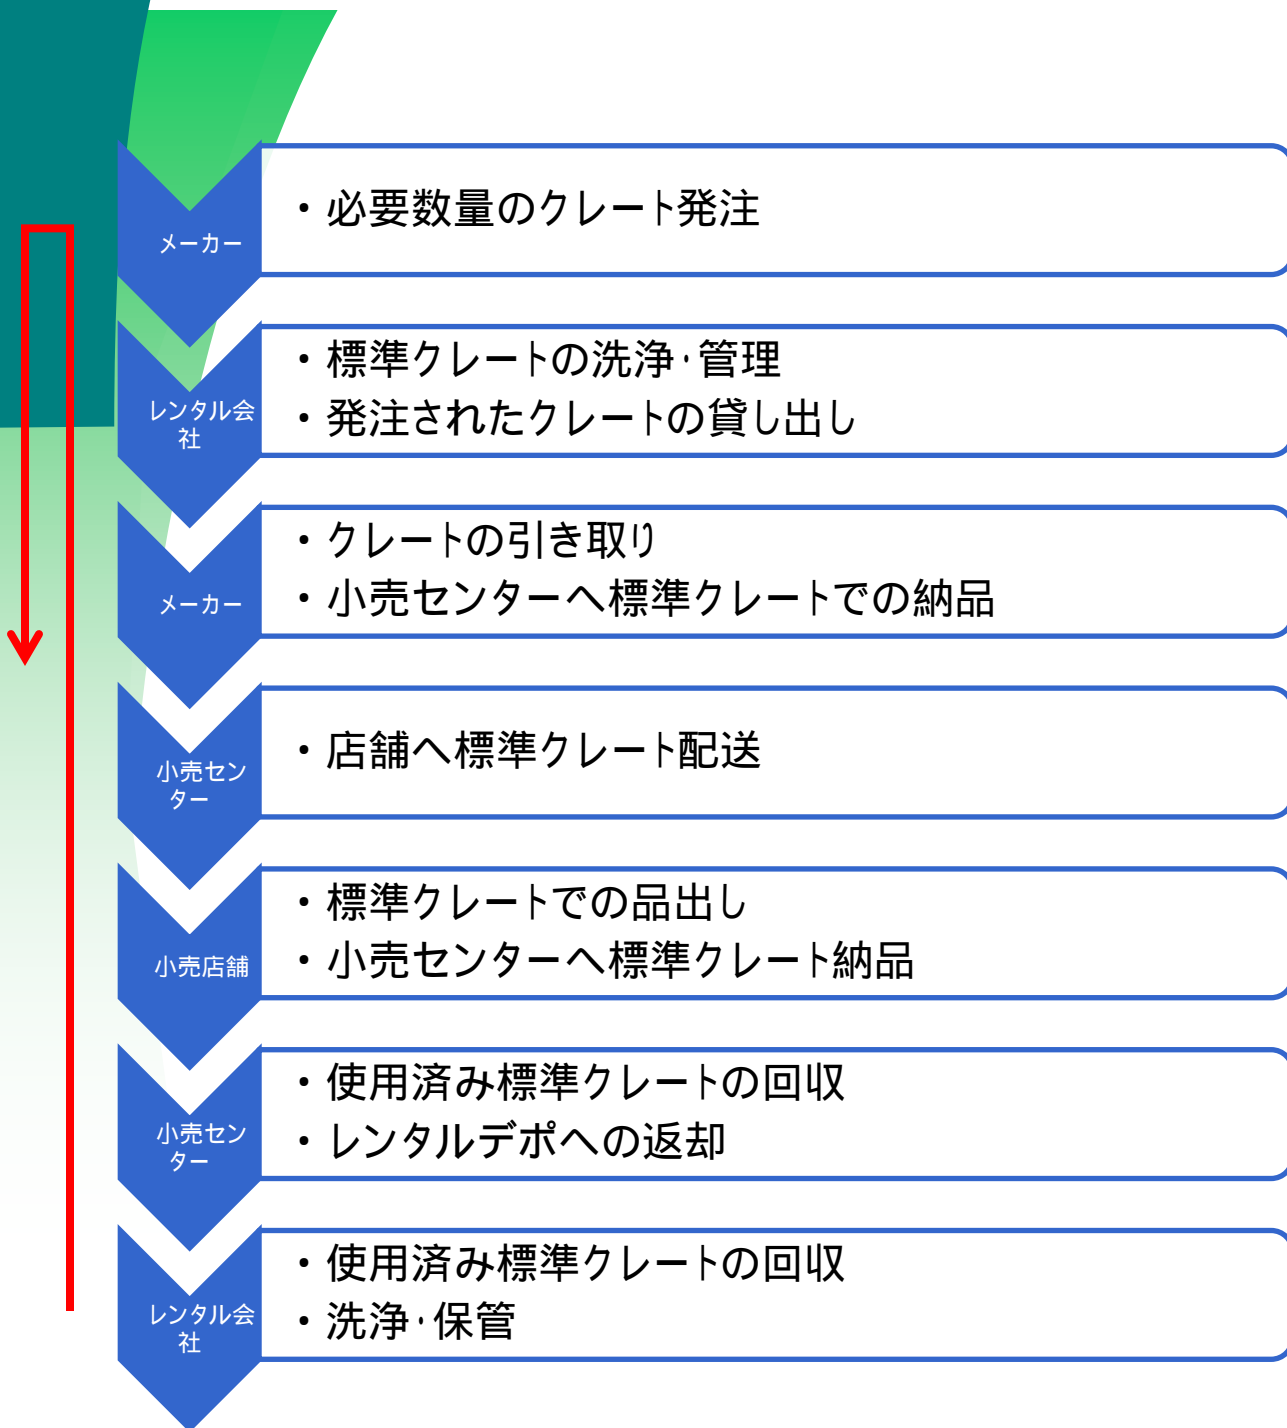 メーカー
・必要数量のクレート発注
レンタル会
社
・標準クレートの洗浄・管理
・発注されたクレートの貸し出し
メーカー
・クレートの引き取り
・小売センターへ標準クレートでの納品
小売セン
ター
・店舗へ標準クレート配送
小売店舗
・標準クレートでの品出し
・小売センターへ標準クレート納品
小売セン
ター
・使用済み標準クレートの回収
・レンタルデポへの返却
レンタル会
社
・使用済み標準クレートの回収
・洗浄・保管